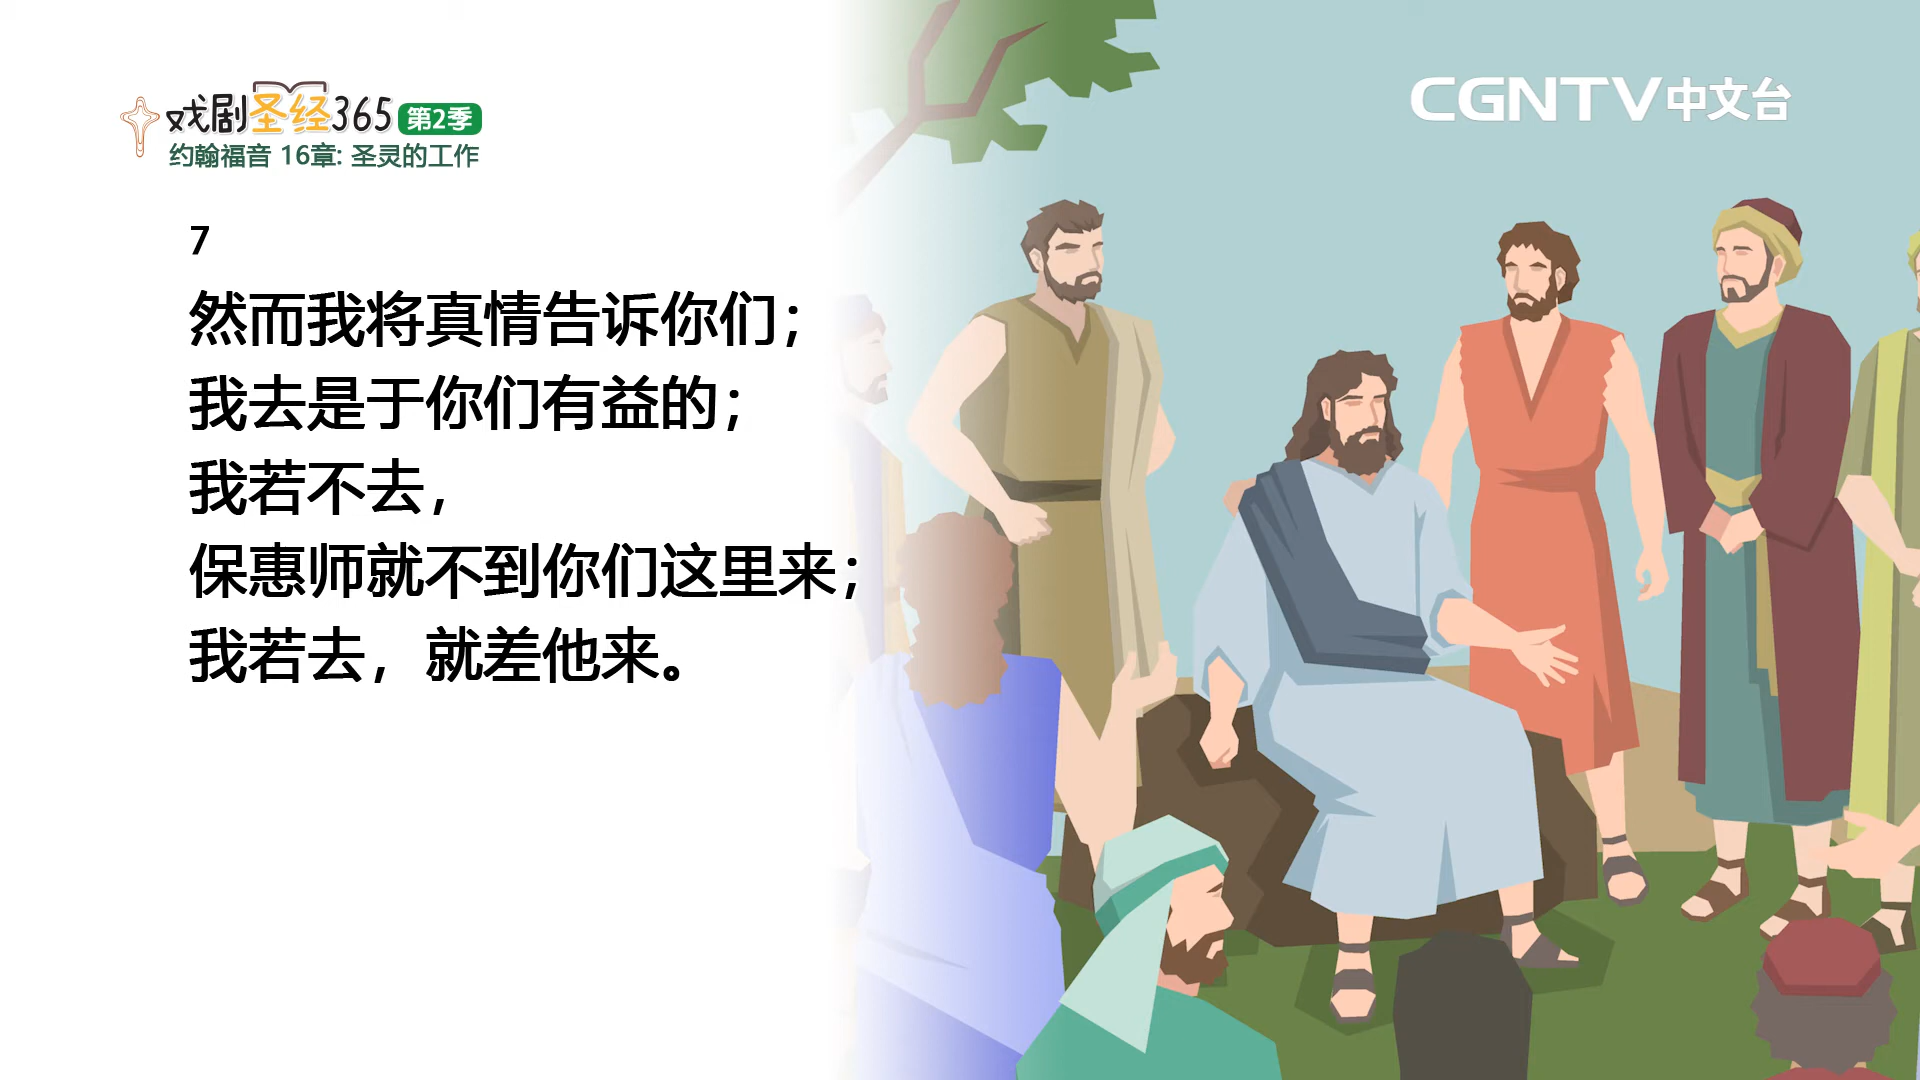 戏剧圣经365 第2季
约翰福音 16章: 圣灵的工作
CGNTV中文台
7
然而我将真情告诉你们；
我去是于你们有益的；
我若不去，
保惠师就不到你们这里来；
我若去，就差他来。